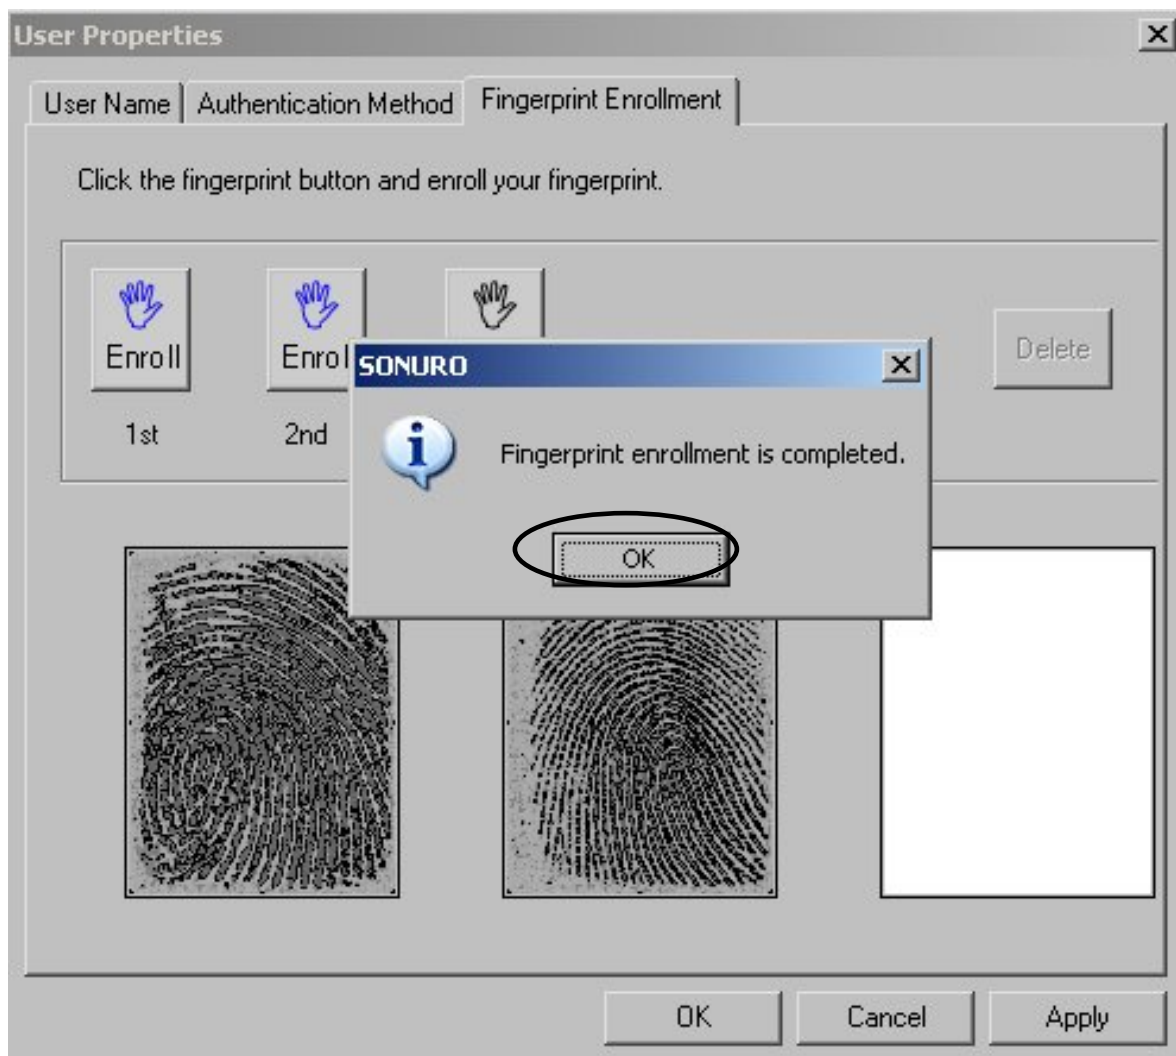 User Properties
User Name
Authentication Method
Fingerprint Enrollment
Click the fingerprint button and enroll your fingerprint.
Enroll
Enrol
1st
2nd
Delete
SONURO
Fingerprint enrollment is completed.
OK
OK
Cancel
Apply